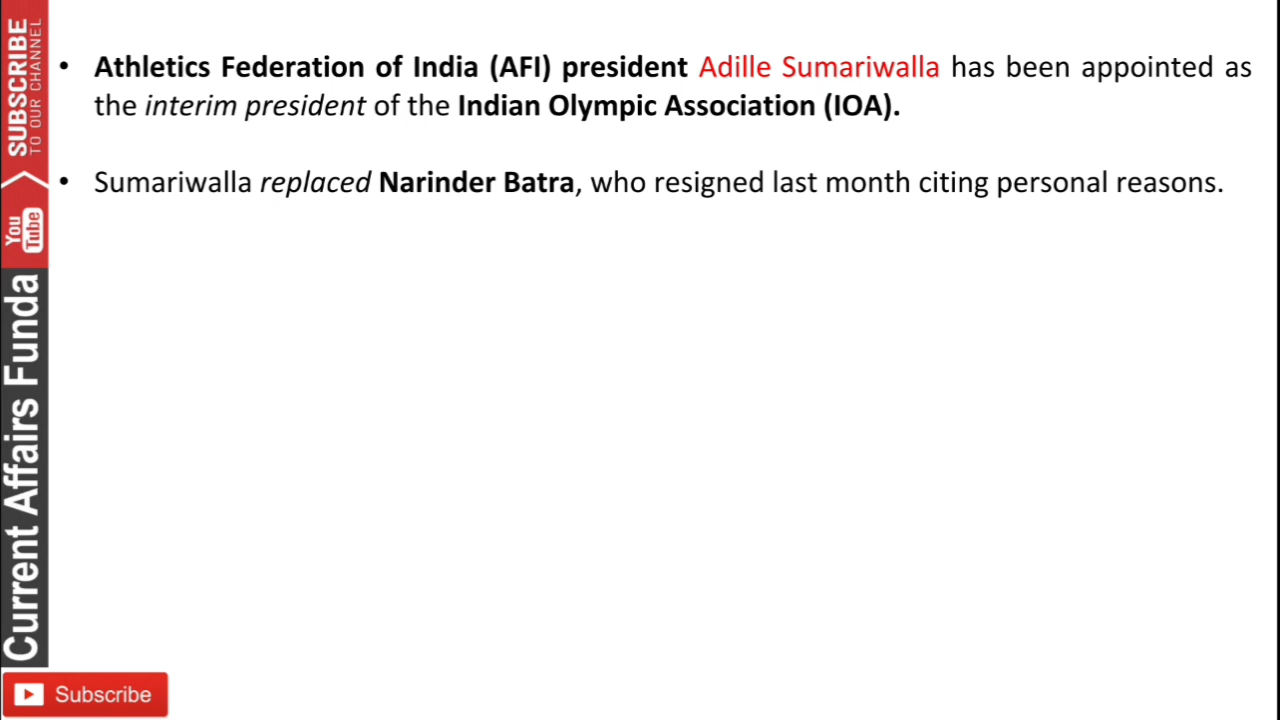 • Athletics Federation of India (AFI) president Adille Sumariwalla has been appointed as
the interim president of the Indian Olympic Association (IOA).
• Sumariwalla replaced Narinder Batra, who resigned last month citing personal reasons.
SUBSCRIBE
TO OUR CHANNEL
You
Tube
Current Affairs Funda
Subscribe